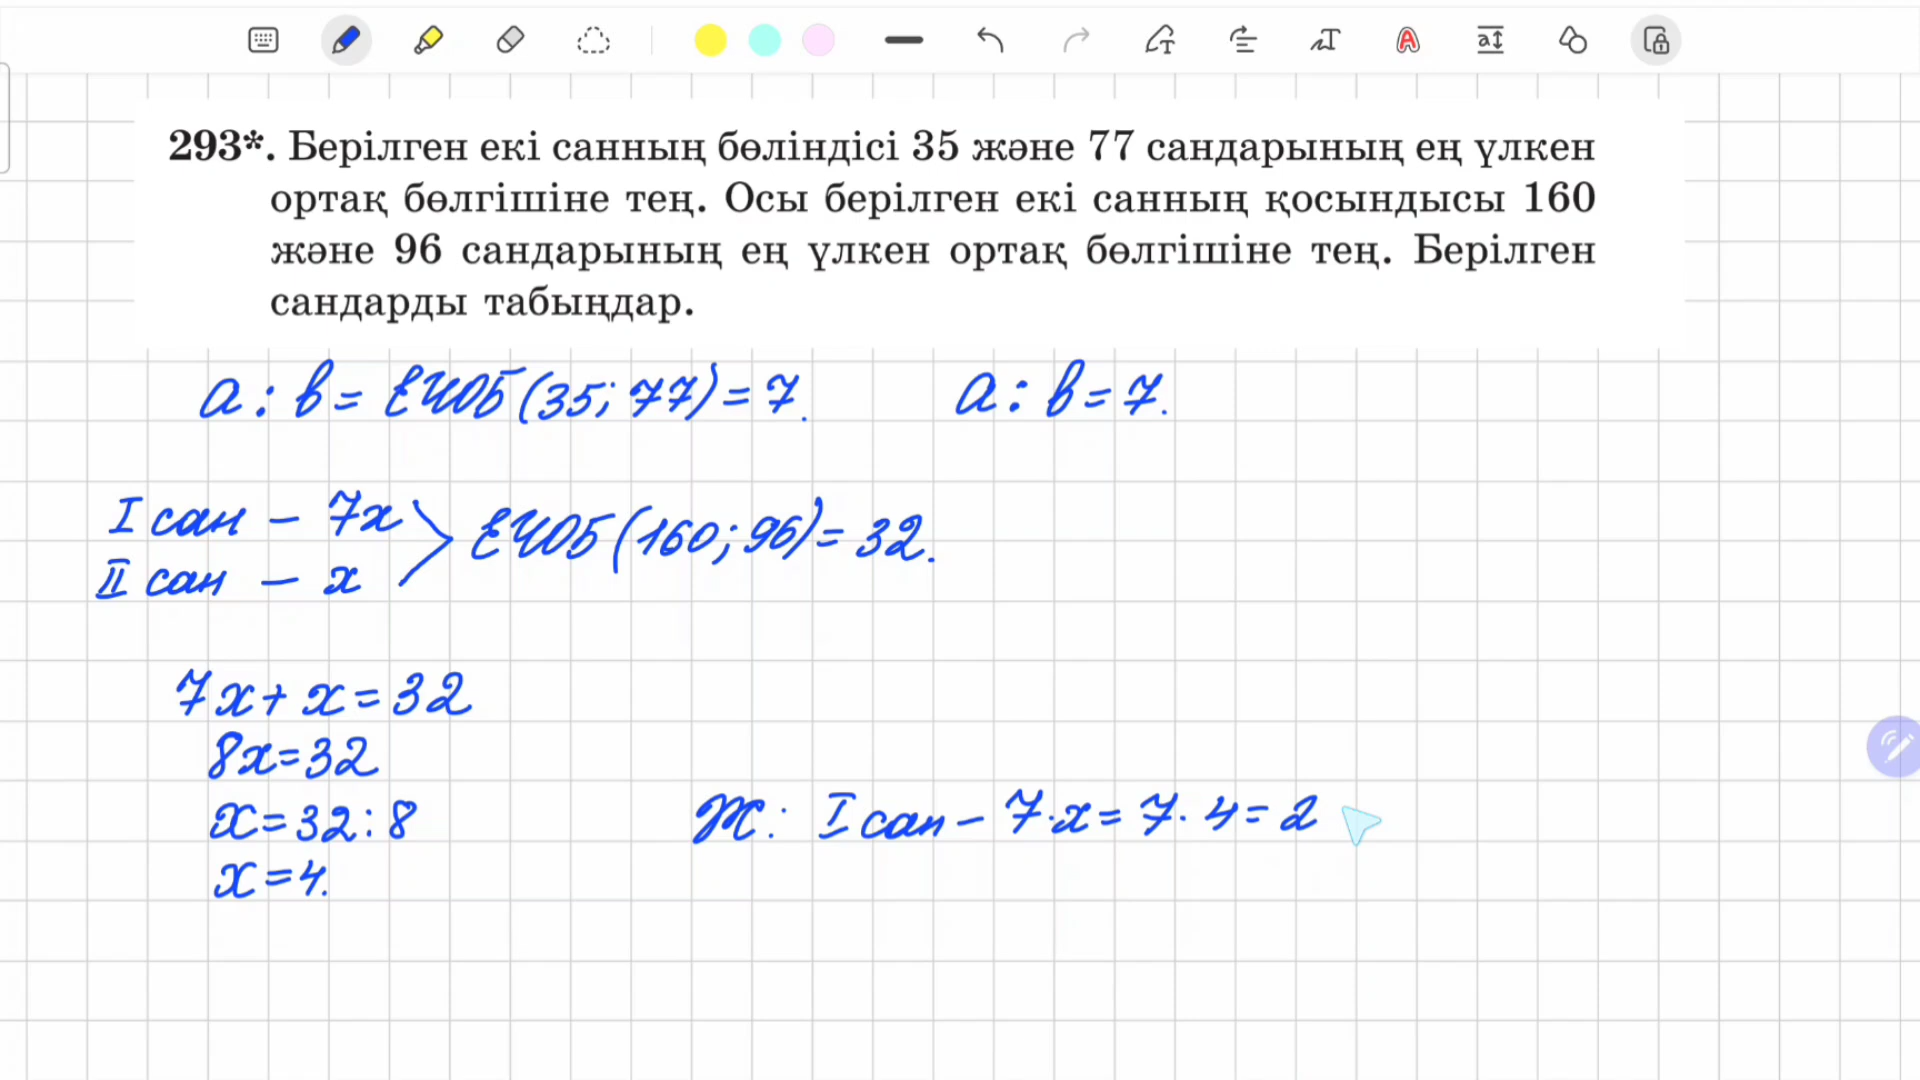 293*. Берілген екі санның бөліндісі 35 және 77 сандарының ең үлкен
ортақ бөлгішіне тең. Осы берілген екі санның қосындысы 160
және 96 сандарының ең үлкен ортақ бөлгішіне тең. Берілген
сандарды табыңдар.
a : b = ЕҮОБ(35; 77) = 7. a : b = 7.
I сан – 7x
ЕҮОБ(160; 96) = 32.
II сан – x
7x + x = 32
8x = 32
x = 32 : 8
x = 4.
Ж: I сан – 7·x = 7·4 = 2